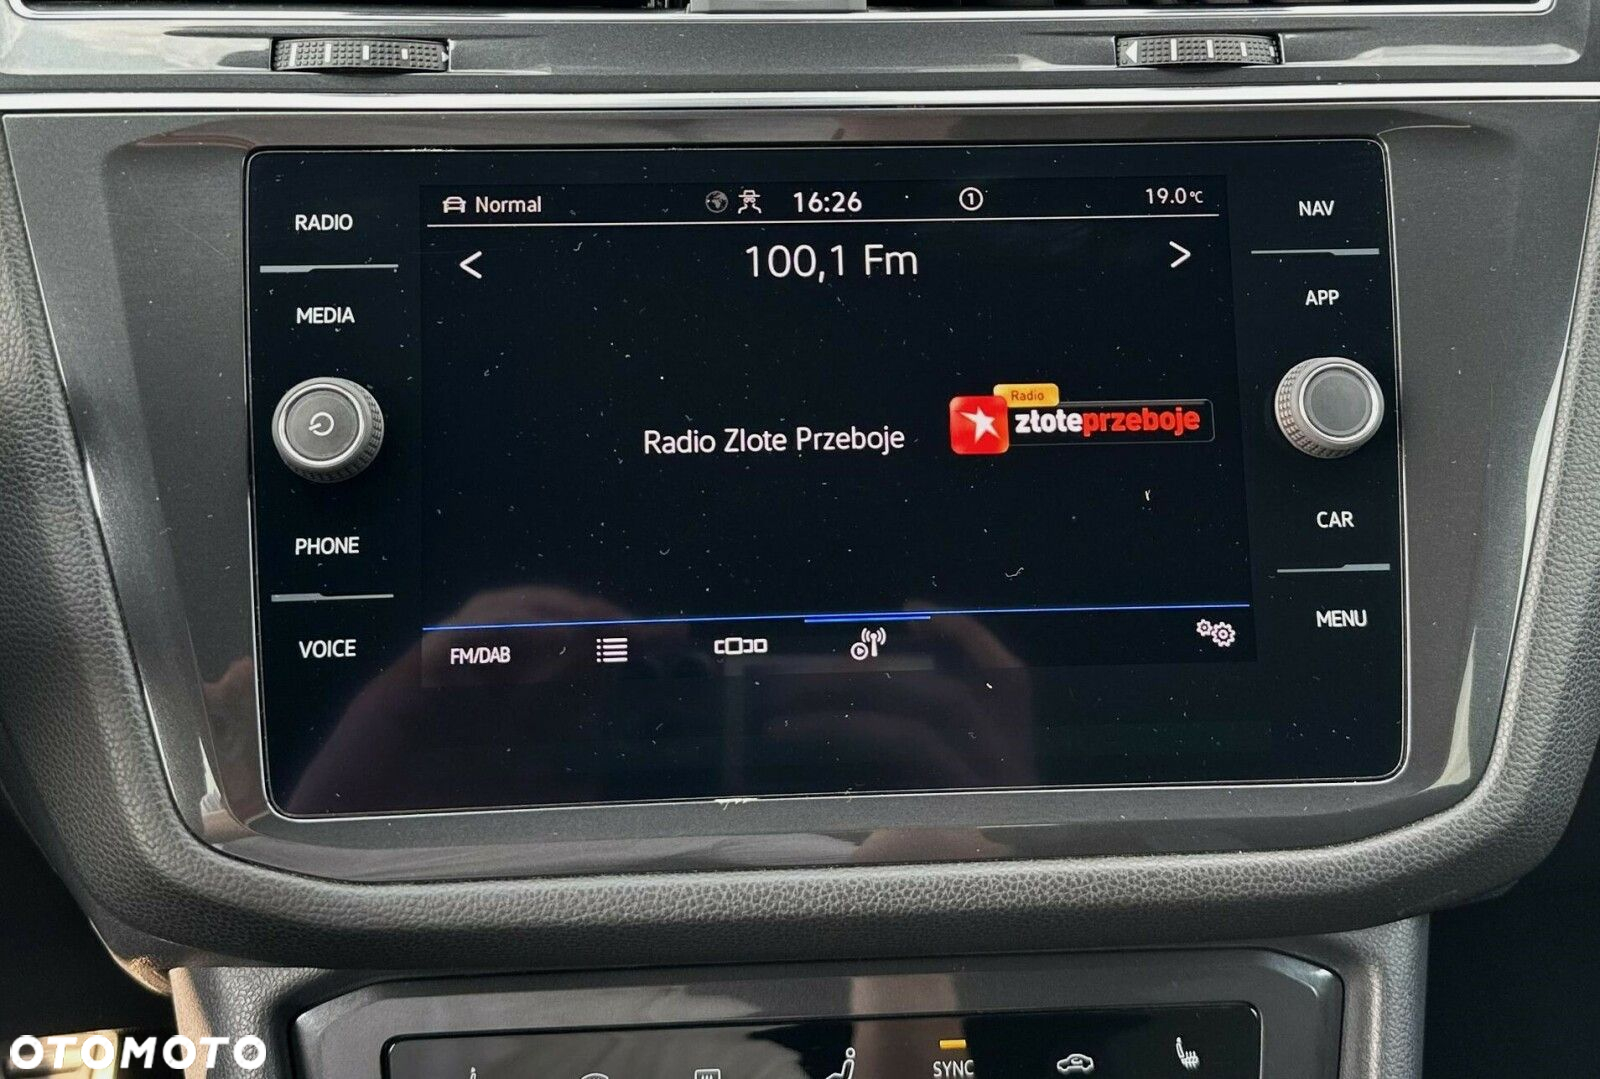 RADIO
MEDIA
PHONE
VOICE
Normal
16:26
1
19.0°C
< 100,1 Fm >
Radio Zlote Przeboje
Radio
złoteprzeboje
FM/DAB
NAV
APP
CAR
MENU
SYNC
OTOMOTO